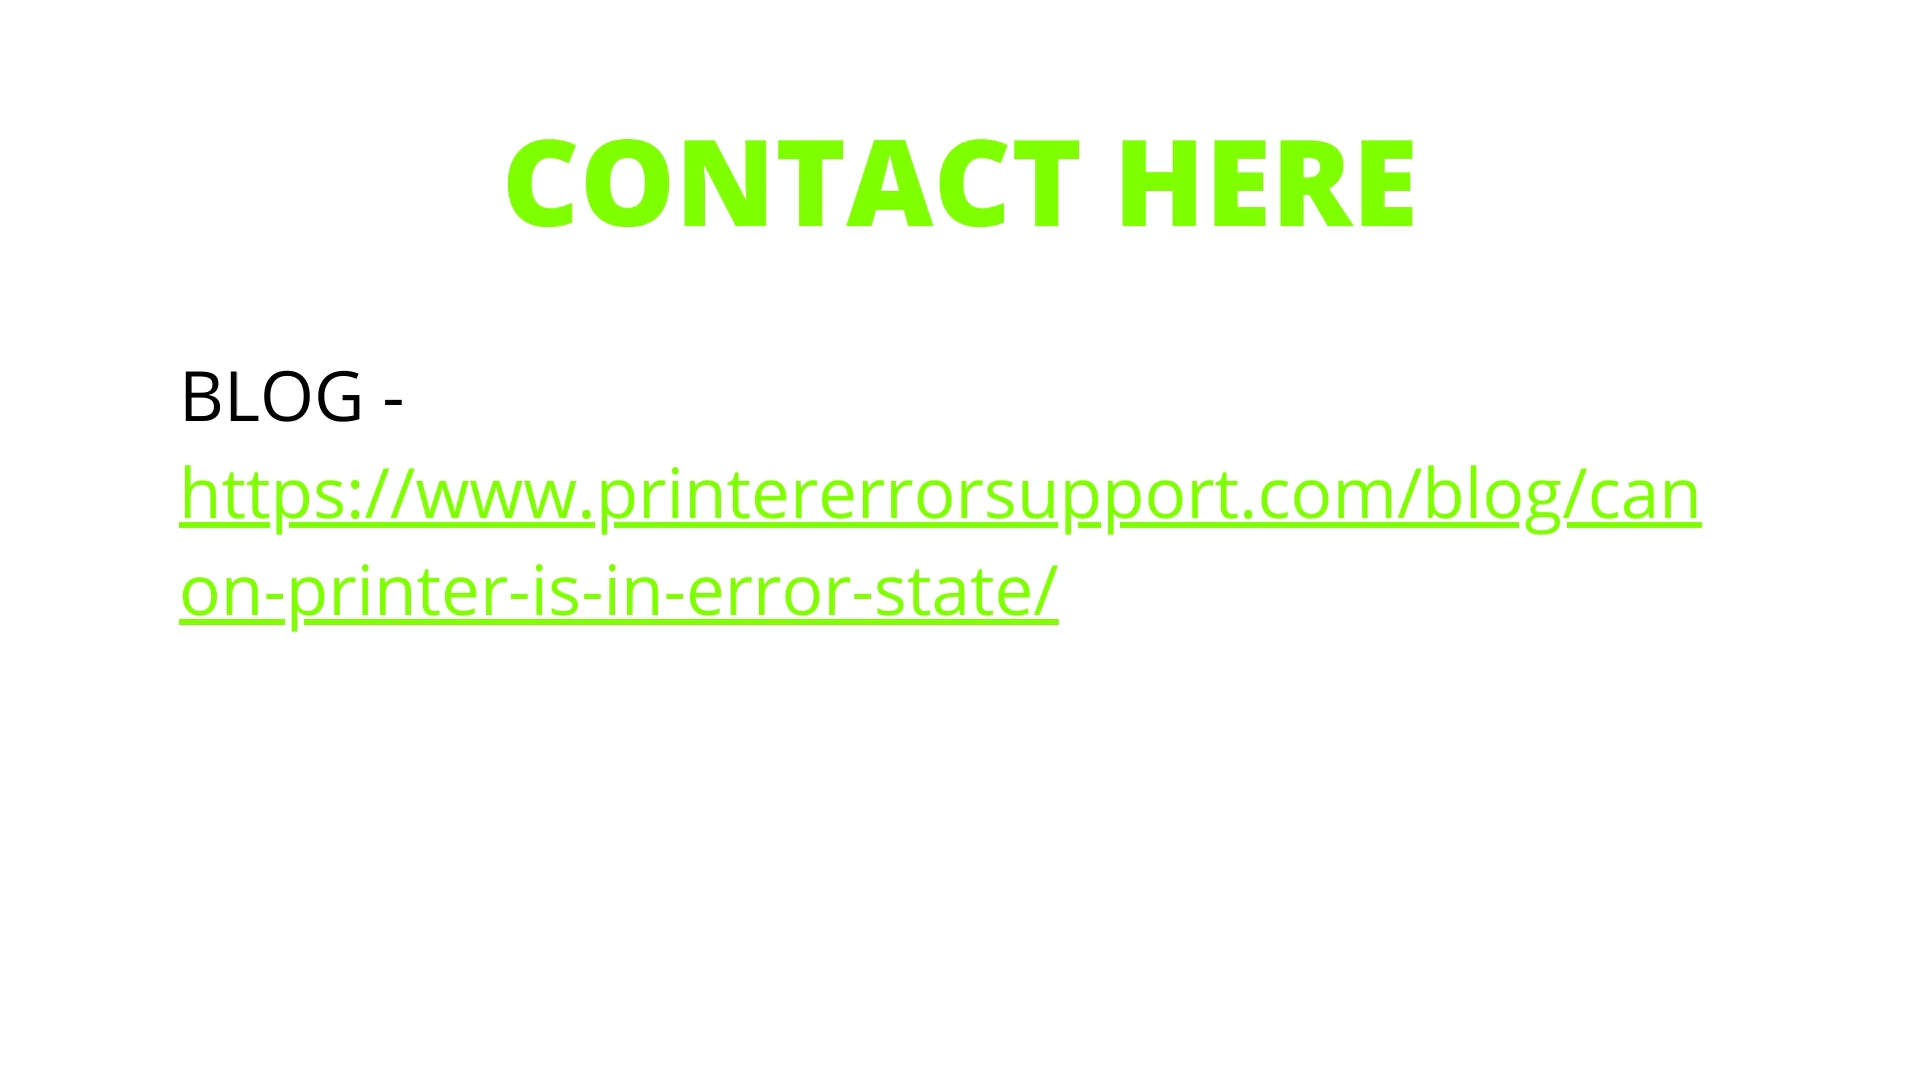 CONTACT HERE
BLOG -
https://www.printererrorsupport.com/blog/can
on-printer-is-in-error-state/